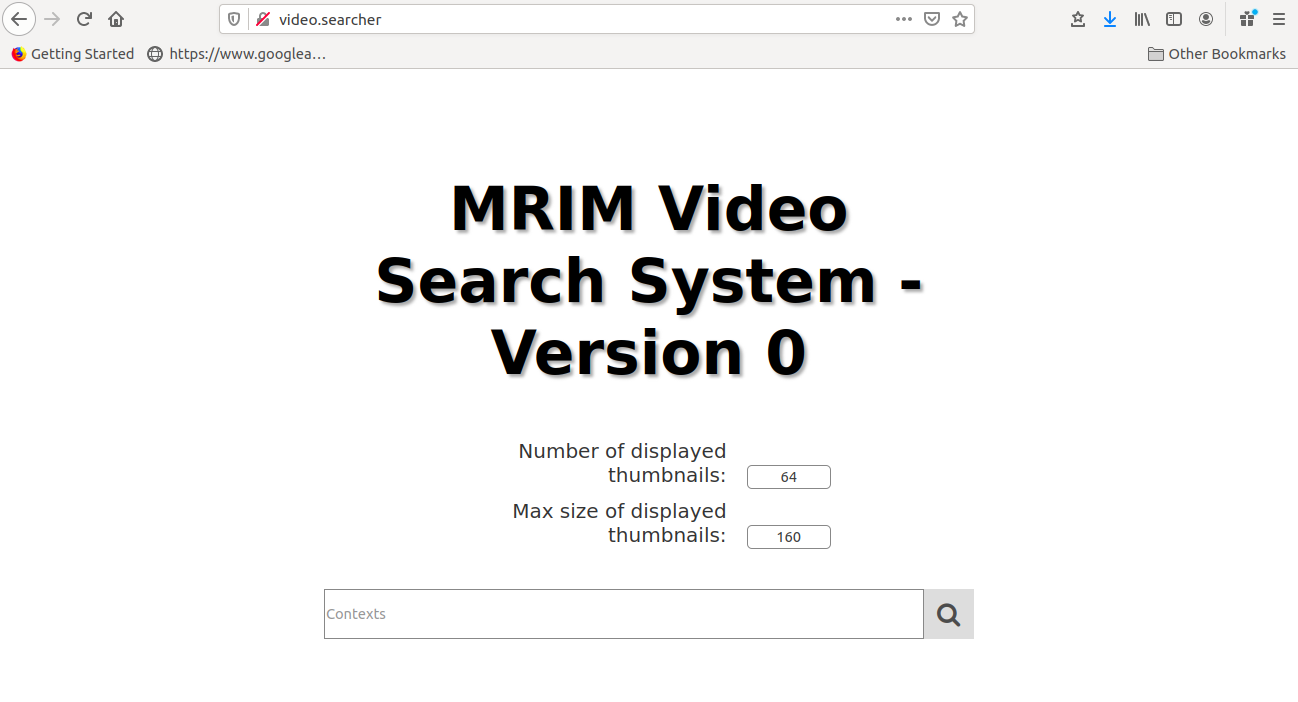 video.searcher
Getting Started
https://www.googlea…
Other Bookmarks
MRIM Video
Search System -
Version 0
Number of displayed
thumbnails:
64
Max size of displayed
thumbnails:
160
Contexts